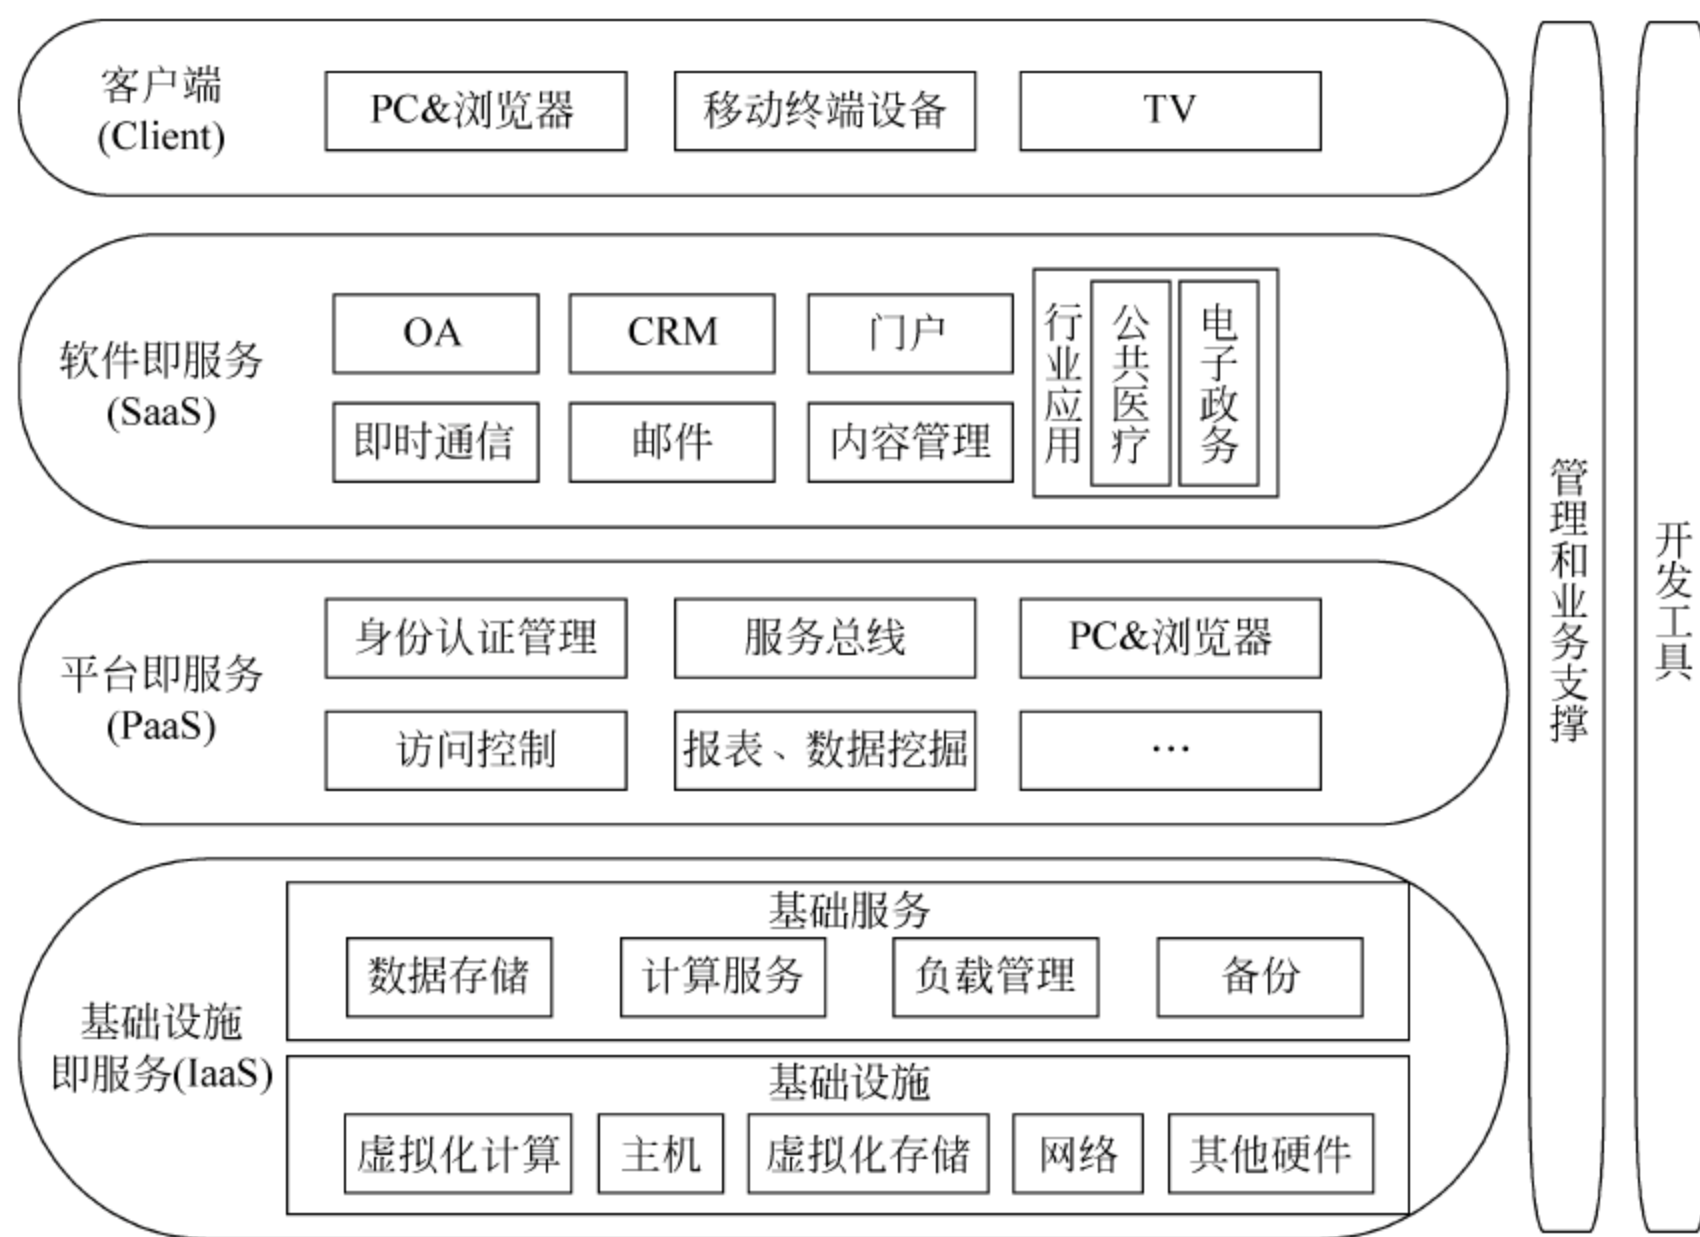 客户端
(Client)
PC&浏览器
移动终端设备
TV
软件即服务
(SaaS)
OA
CRM
门户
即时通信
邮件
内容管理
行业应用
公共医疗
电子政务
平台即服务
(PaaS)
身份认证管理
服务总线
PC&浏览器
访问控制
报表、数据挖掘
…
基础设施
即服务(IaaS)
基础服务
数据存储
计算服务
负载管理
备份
基础设施
虚拟化计算
主机
虚拟化存储
网络
其他硬件
管理和业务支撑
开发工具